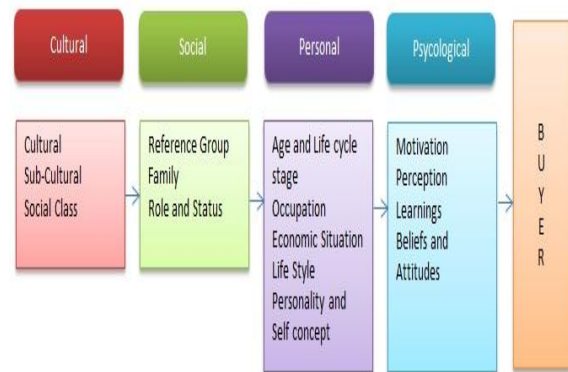 Cultural
Social
Personal
Psycological
Cultural
Sub-Cultural
Social Class
Reference Group
Family
Role and Status
Age and Life cycle
stage
Occupation
Economic Situation
Life Style
Personality and
Self concept
Motivation
Perception
Learnings
Beliefs and
Attitudes
B
U
Y
E
R